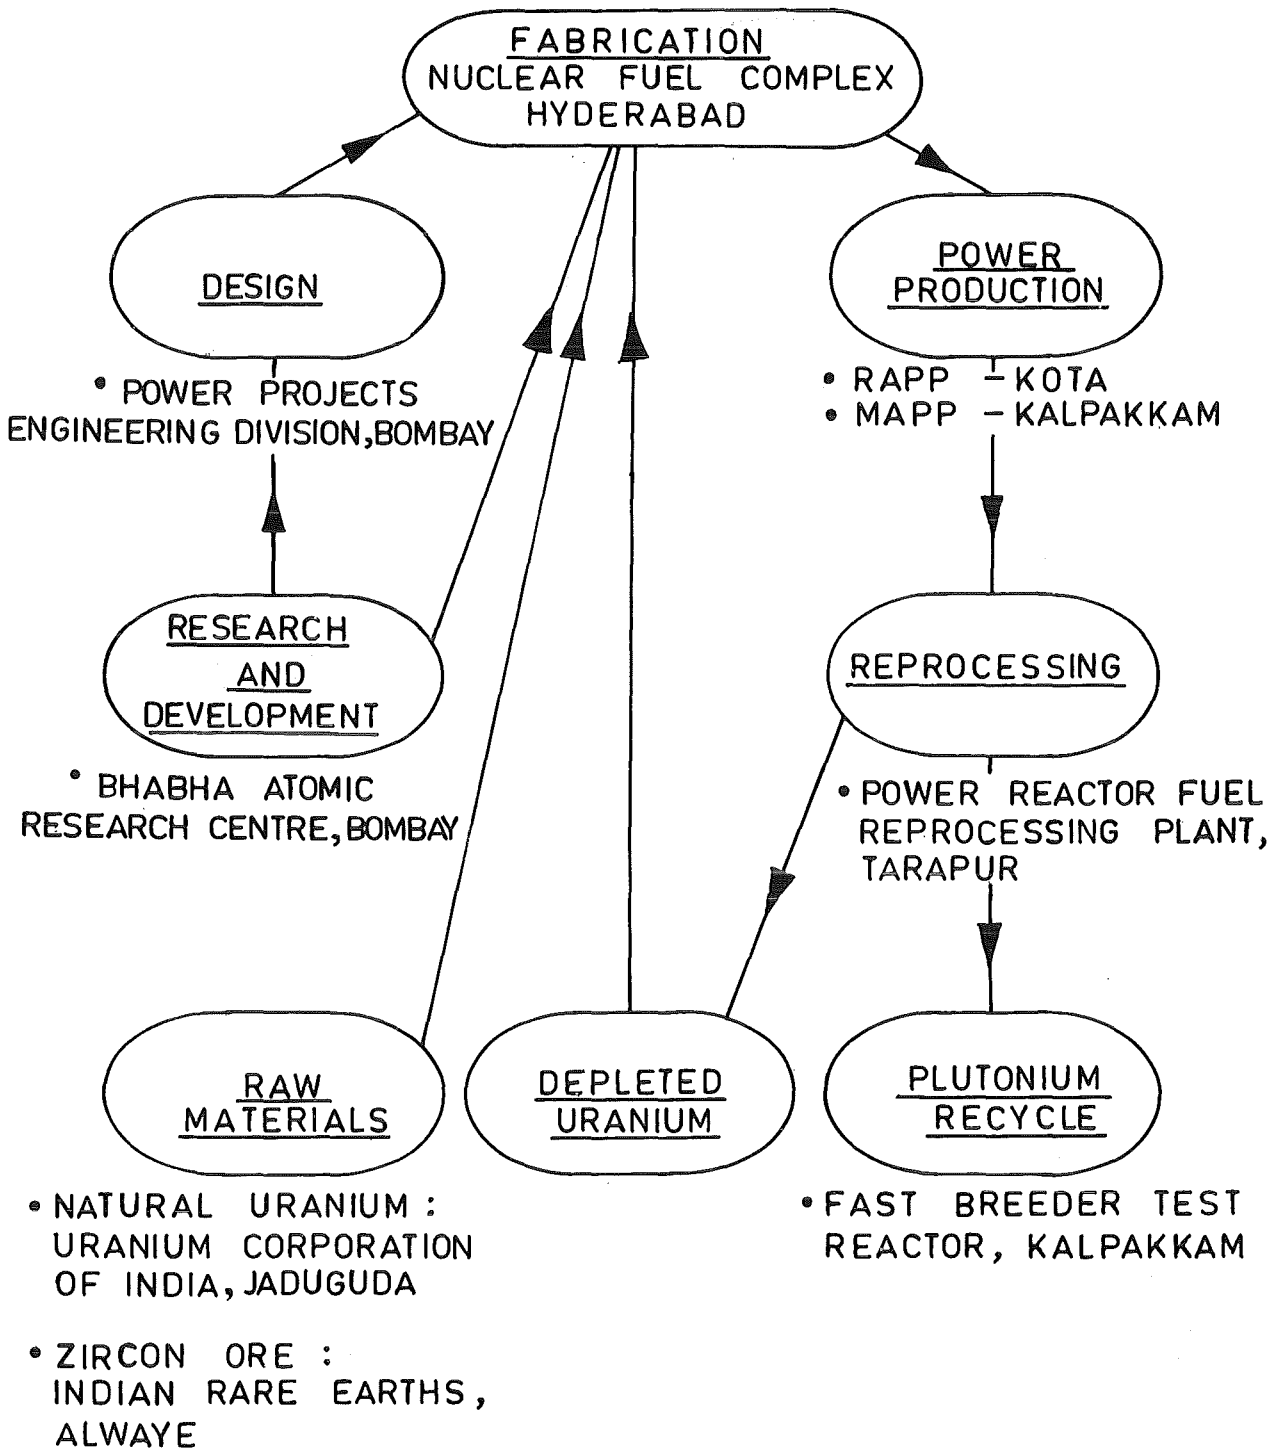 FABRICATION
NUCLEAR FUEL COMPLEX
HYDERABAD
DESIGN
• POWER PROJECTS
ENGINEERING DIVISION, BOMBAY
POWER
PRODUCTION
• RAPP – KOTA
• MAPP – KALPAKKAM
RESEARCH
AND
DEVELOPMENT
• BHABHA ATOMIC
RESEARCH CENTRE, BOMBAY
REPROCESSING
• POWER REACTOR FUEL
REPROCESSING PLANT,
TARAPUR
RAW
MATERIALS
• NATURAL URANIUM :
URANIUM CORPORATION
OF INDIA, JADUGUDA
• ZIRCON ORE :
INDIAN RARE EARTHS,
ALWAYE
DEPLETED
URANIUM
PLUTONIUM
RECYCLE
• FAST BREEDER TEST
REACTOR, KALPAKKAM